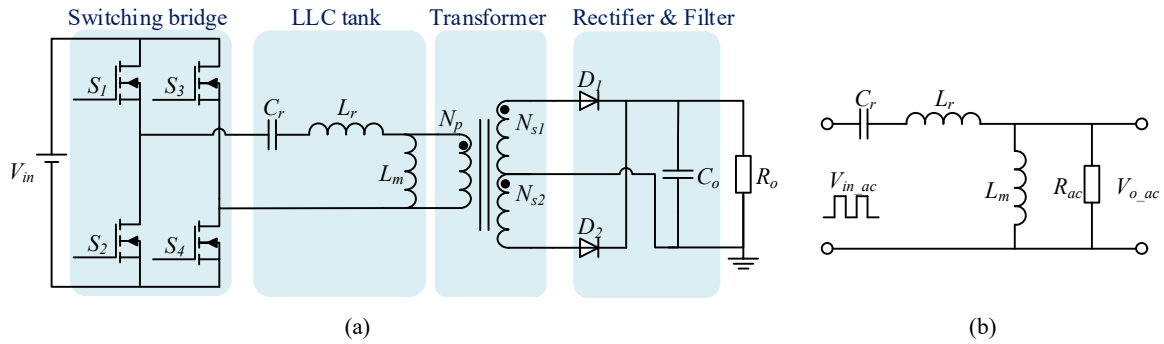 Switching bridge LLC tank Transformer Rectifier & Filter
S1 S3 D1
Cr Lr Np Ns1 Cr Lr
Vin Lm Co Ro Vin_ac Lm Rac Vo_ac
Ns2
S2 S4 D2
(a) (b)